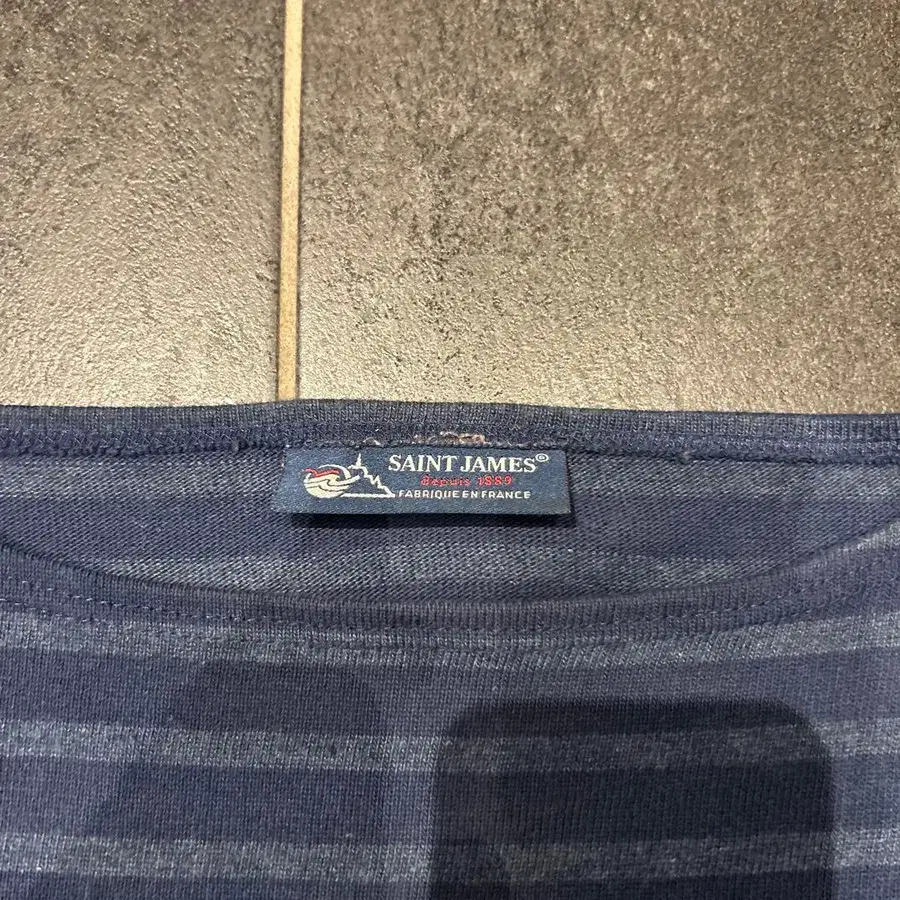 SAINT JAMES®
depuis 1889
FABRIQUE EN FRANCE